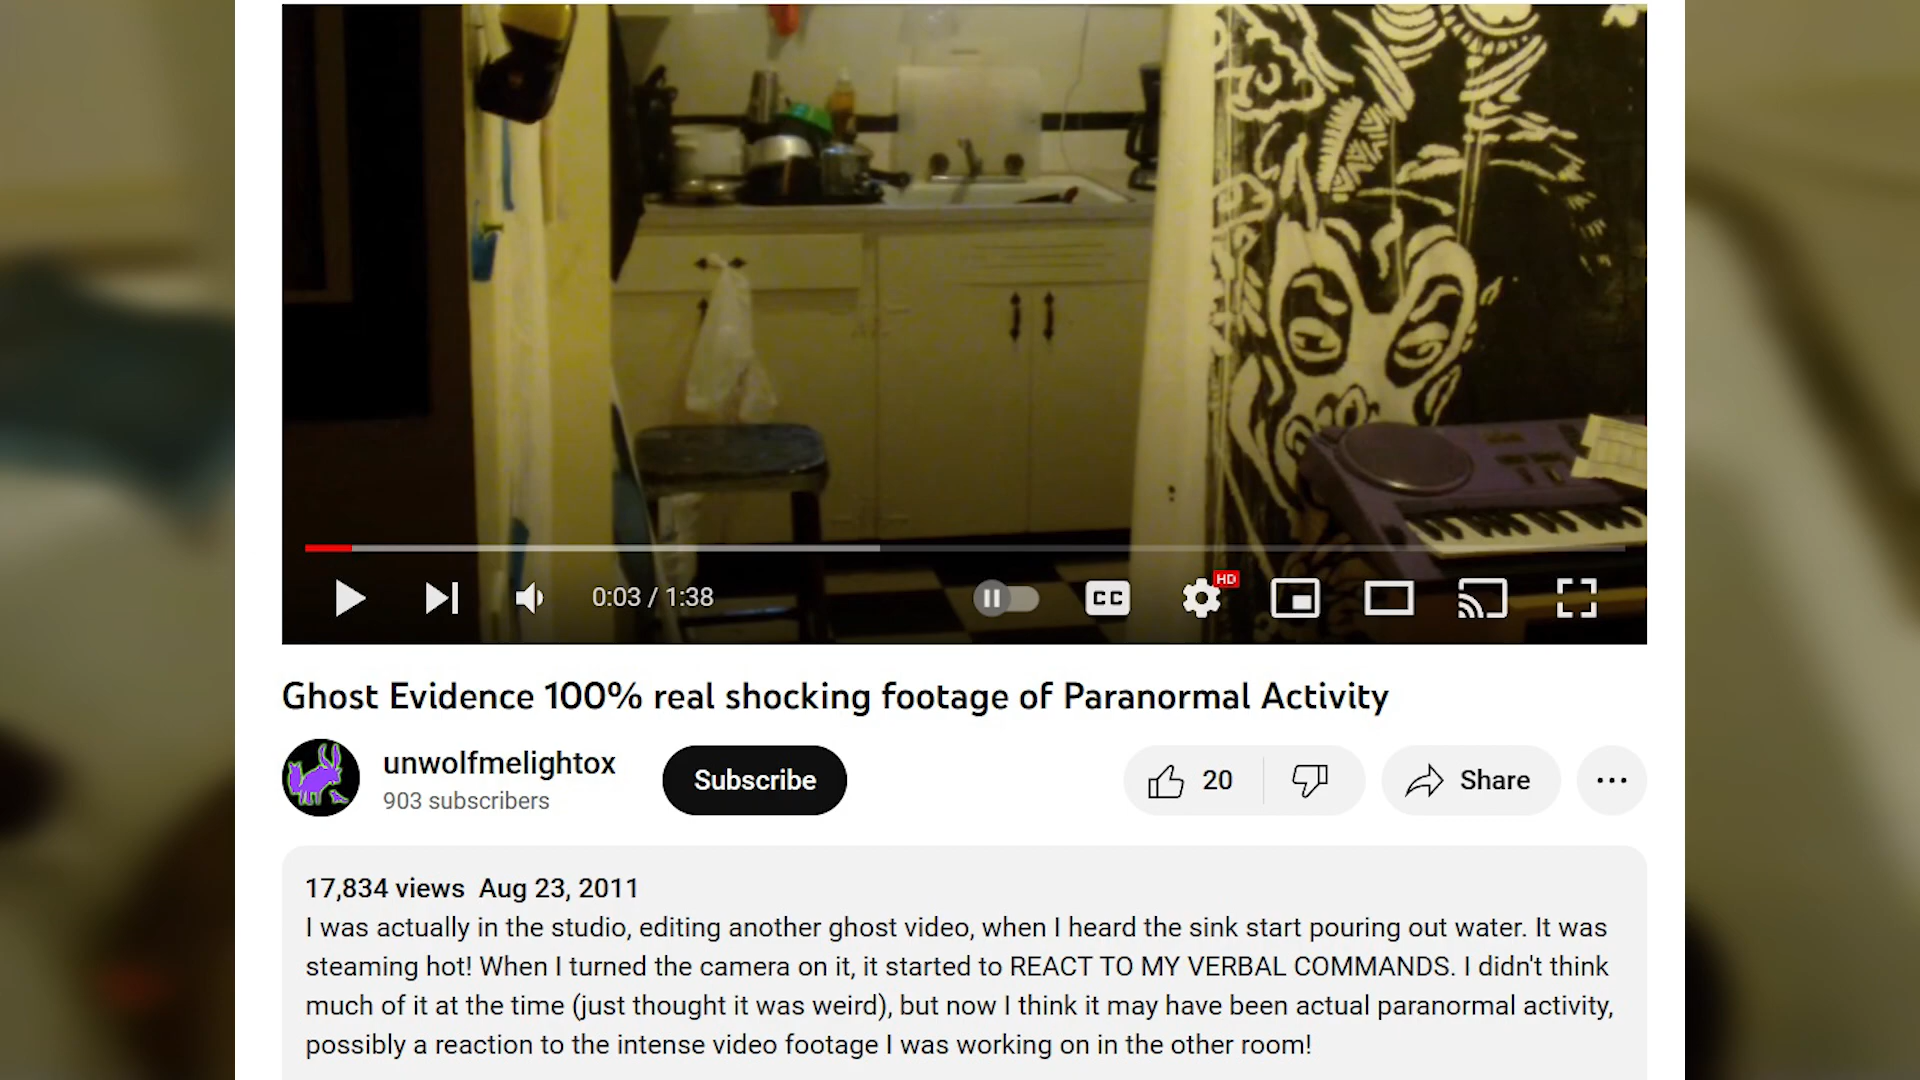 0:03 / 1:38
CC
HD
Ghost Evidence 100% real shocking footage of Paranormal Activity
unwolfmelightox
903 subscribers
Subscribe
20
Share
17,834 views Aug 23, 2011
I was actually in the studio, editing another ghost video, when I heard the sink start pouring out water. It was
steaming hot! When I turned the camera on it, it started to REACT TO MY VERBAL COMMANDS. I didn't think
much of it at the time (just thought it was weird), but now I think it may have been actual paranormal activity,
possibly a reaction to the intense video footage I was working on in the other room!